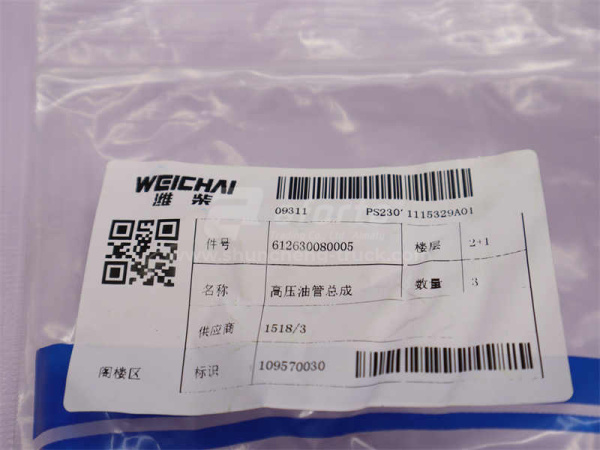 WEICHAI
潍柴
09311 PS230' 1115329A01
件号 612630080005 楼层 2+1
名称 高压油管总成 数量 3
供应商 1518/3
阁楼区 标识 109570030